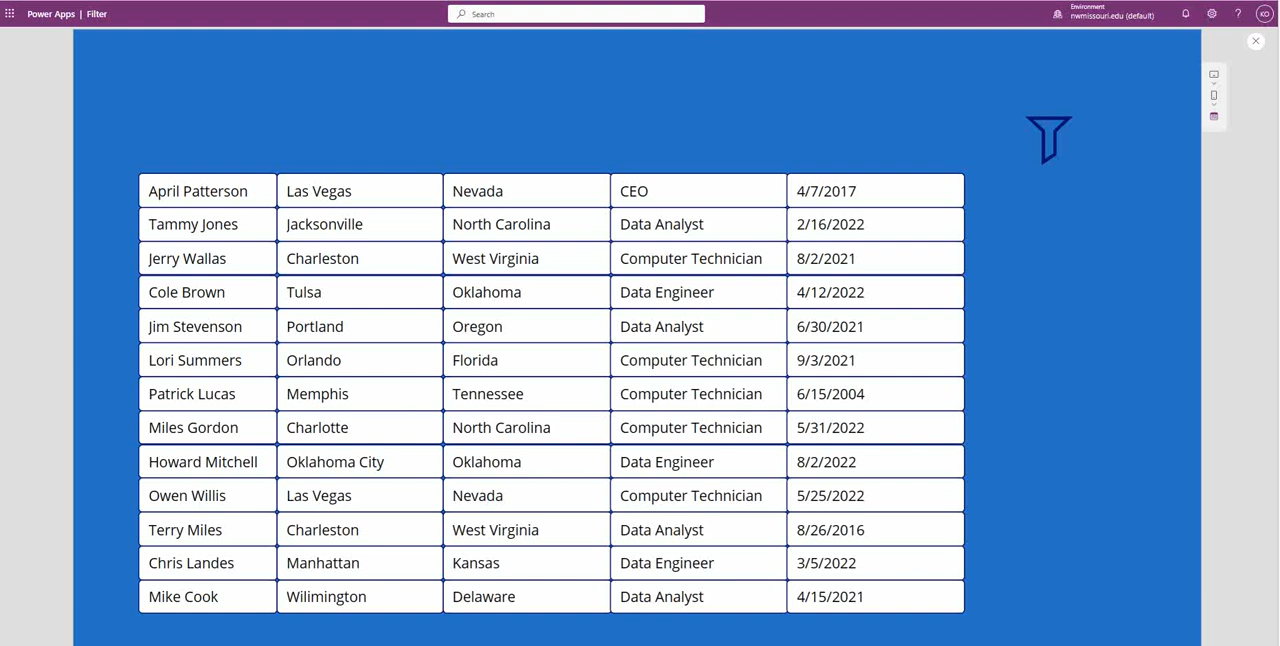 Power Apps | Filter
Search
Environment
nwmissouri.edu (default)
?
KO
April Patterson Las Vegas Nevada CEO 4/7/2017
Tammy Jones Jacksonville North Carolina Data Analyst 2/16/2022
Jerry Wallas Charleston West Virginia Computer Technician 8/2/2021
Cole Brown Tulsa Oklahoma Data Engineer 4/12/2022
Jim Stevenson Portland Oregon Data Analyst 6/30/2021
Lori Summers Orlando Florida Computer Technician 9/3/2021
Patrick Lucas Memphis Tennessee Computer Technician 6/15/2004
Miles Gordon Charlotte North Carolina Computer Technician 5/31/2022
Howard Mitchell Oklahoma City Oklahoma Data Engineer 8/2/2022
Owen Willis Las Vegas Nevada Computer Technician 5/25/2022
Terry Miles Charleston West Virginia Data Analyst 8/26/2016
Chris Landes Manhattan Kansas Data Engineer 3/5/2022
Mike Cook Wilimington Delaware Data Analyst 4/15/2021